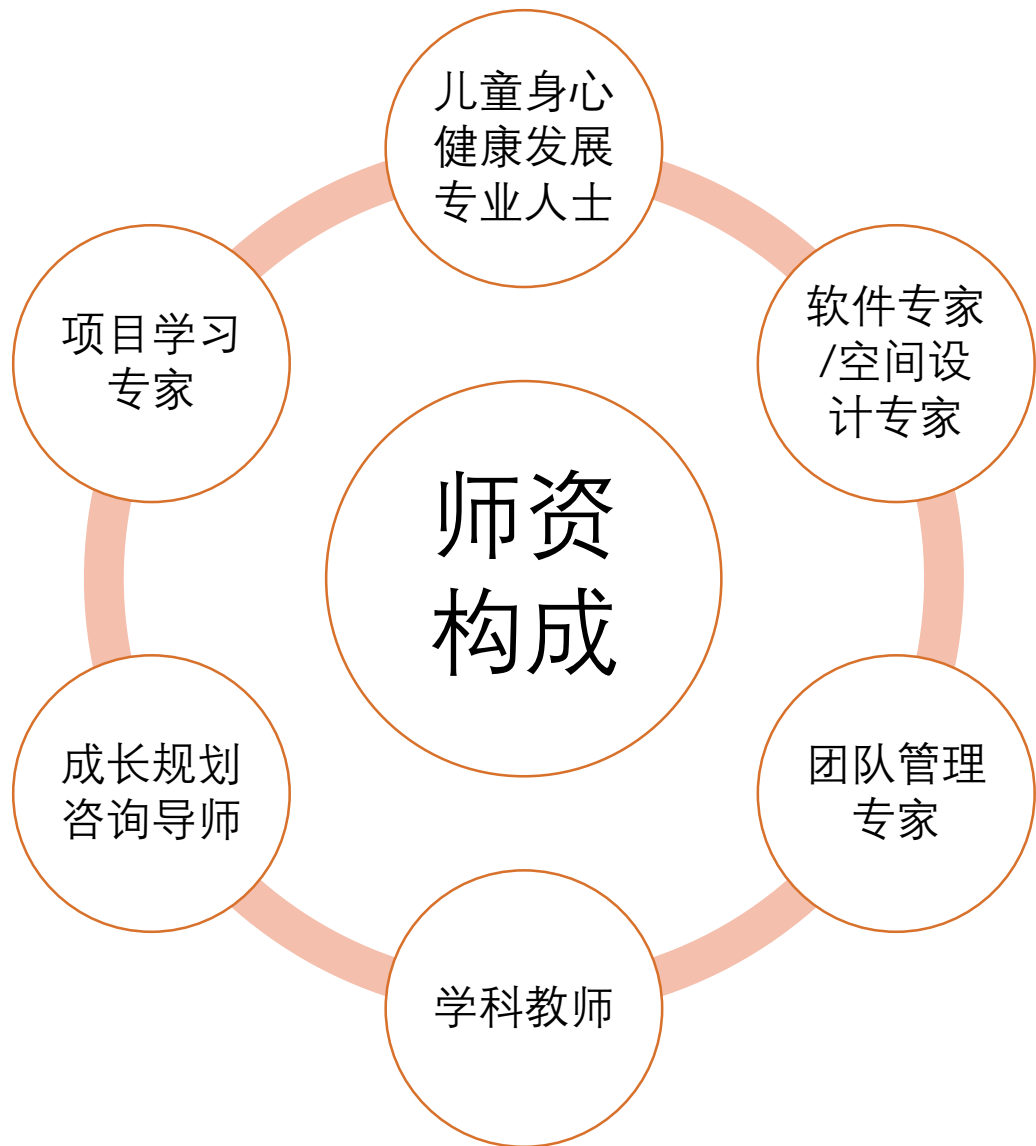 儿童身心
健康发展
专业人士
软件专家
/空间设
计专家
团队管理
专家
学科教师
成长规划
咨询导师
项目学习
专家
师资
构成